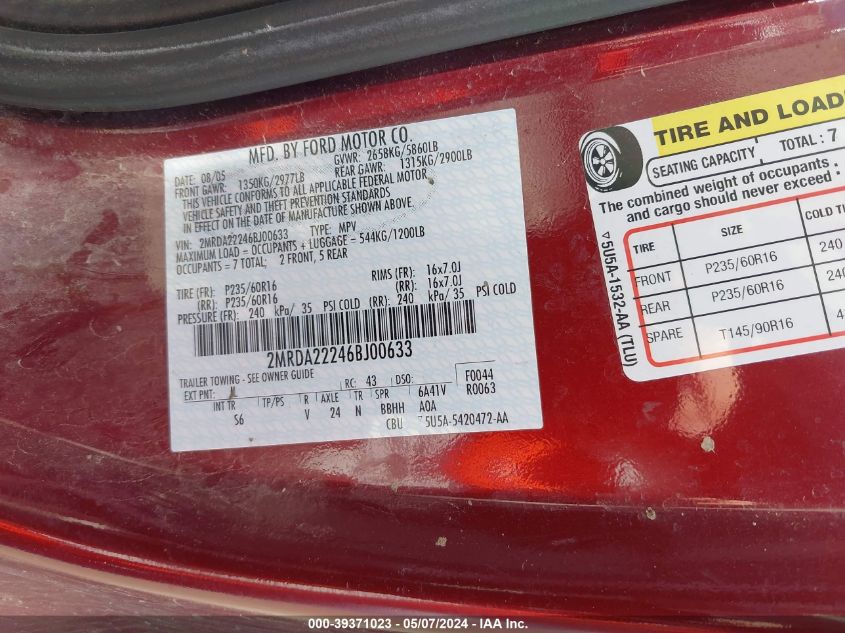 MFD. BY FORD MOTOR CO.
DATE: 08/05 GVWR: 2658KG/5860LB
FRONT GAWR: 1350KG/2977LB REAR GAWR: 1315KG/2900LB
THIS VEHICLE CONFORMS TO ALL APPLICABLE FEDERAL MOTOR
VEHICLE SAFETY AND THEFT PREVENTION STANDARDS
IN EFFECT ON THE DATE OF MANUFACTURE SHOWN ABOVE.
VIN: 2MRDA22246BJ00633 TYPE: MPV
MAXIMUM LOAD = OCCUPANTS + LUGGAGE = 544KG/1200LB
OCCUPANTS = 7 TOTAL; 2 FRONT, 5 REAR
TIRE (FR): P235/60R16 RIMS (FR): 16x7.0J
(RR): P235/60R16 (RR): 16x7.0J
PRESSURE (FR): 240 kPa/ 35 PSI COLD (RR): 240 kPa/ 35 PSI COLD
2MRDA22246BJ00633
TRAILER TOWING - SEE OWNER GUIDE
EXT PNT: RC: 43 DSO: F0044
INT TR TP/PS R AXLE TR SPR 6A41V R0063
S6 V 24 N BBHH AOA
CBU 5U5A-5420472-AA
TIRE AND LOAD
SEATING CAPACITY TOTAL: 7
The combined weight of occupants
and cargo should never exceed:
TIRE SIZE COLD
FRONT P235/60R16 240
REAR P235/60R16 240
SPARE T145/90R16
▽5U5A-1532-AA (TLU)
000-39371023 - 05/07/2024 - IAAI.com